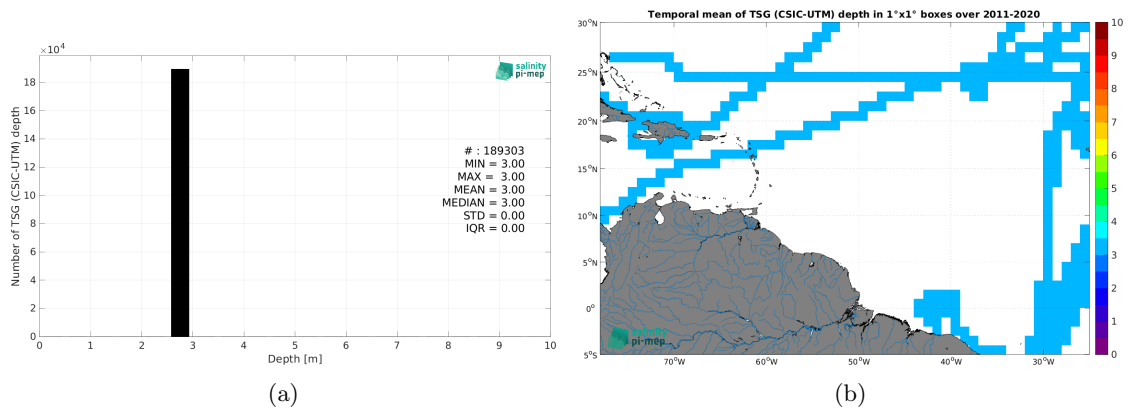 ×10⁴
18
16
14
12
10
8
6
4
2
0
Number of TSG (CSIC-UTM) depth
0 1 2 3 4 5 6 7 8 9 10
Depth [m]
salinity
pi-mep
# : 189303
MIN = 3.00
MAX = 3.00
MEAN = 3.00
MEDIAN = 3.00
STD = 0.00
IQR = 0.00
(a)
Temporal mean of TSG (CSIC-UTM) depth in 1°x1° boxes over 2011-2020
30°N
25°N
20°N
15°N
10°N
5°N
0°
5°S
70°W 60°W 50°W 40°W 30°W
salinity
pi-mep
10
9
8
7
6
5
4
3
2
1
0
(b)